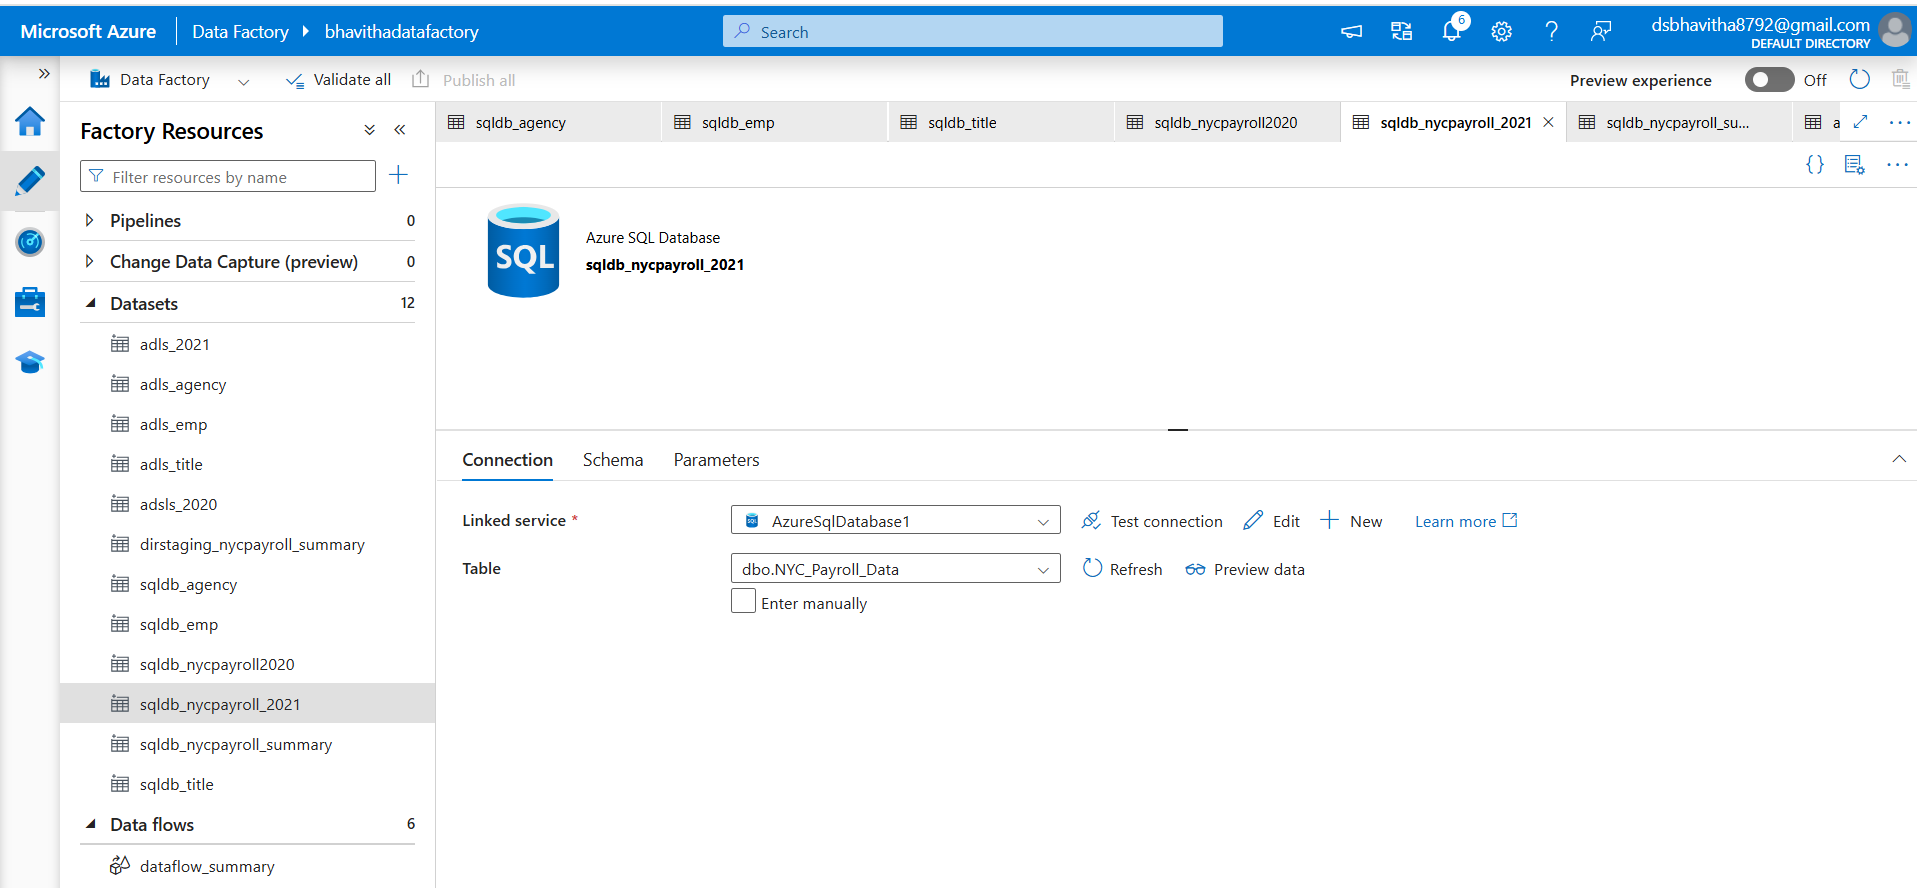 Microsoft Azure
Data Factory
bhavithadatafactory
Search
6
dsbhavitha8792@gmail.com
DEFAULT DIRECTORY
Data Factory
Validate all
Publish all
Preview experience
Off
Factory Resources
Filter resources by name
Pipelines 0
Change Data Capture (preview) 0
Datasets 12
adls_2021
adls_agency
adls_emp
adls_title
adsls_2020
dirstaging_nycpayroll_summary
sqldb_agency
sqldb_emp
sqldb_nycpayroll2020
sqldb_nycpayroll_2021
sqldb_nycpayroll_summary
sqldb_title
Data flows 6
dataflow_summary
sqldb_agency
sqldb_emp
sqldb_title
sqldb_nycpayroll2020
sqldb_nycpayroll_2021
sqldb_nycpayroll_su...
a
...
{}
...
SQL
Azure SQL Database
sqldb_nycpayroll_2021
Connection
Schema
Parameters
Linked service *
SQL
AzureSqlDatabase1
Test connection
Edit
New
Learn more
Table
dbo.NYC_Payroll_Data
Refresh
Preview data
Enter manually